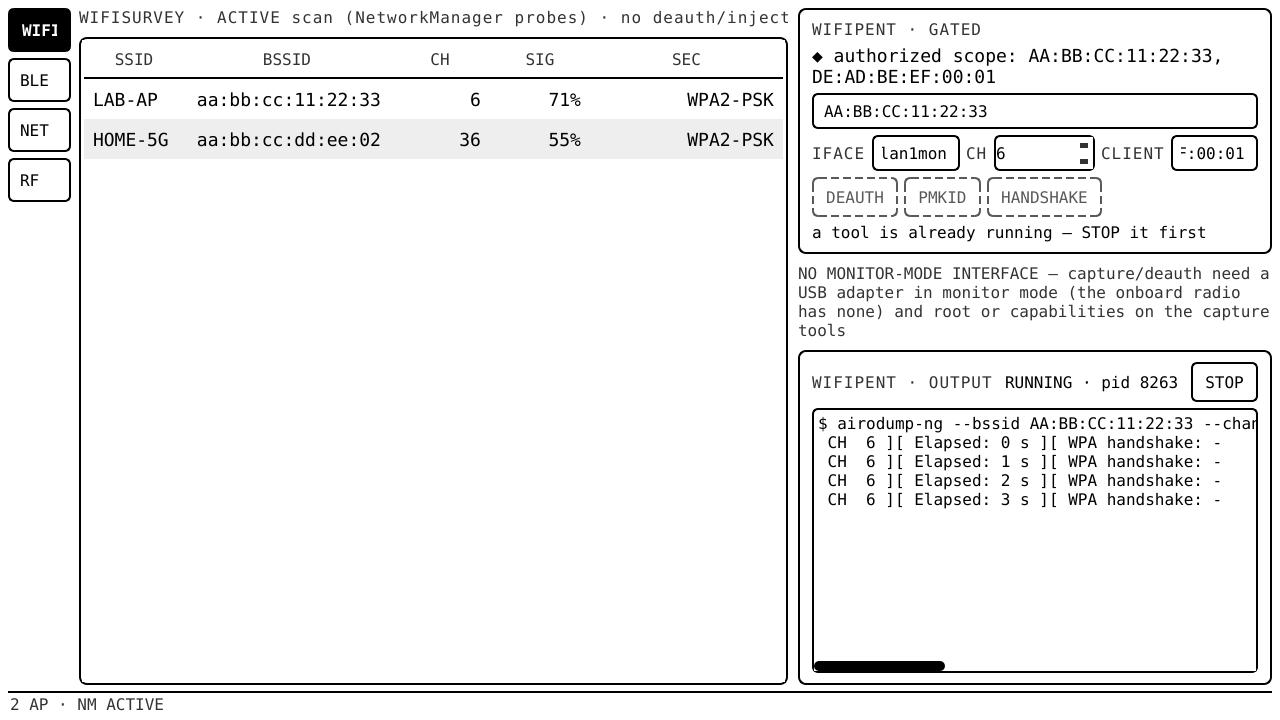 WIFI
WIFISURVEY · ACTIVE scan (NetworkManager probes) · no deauth/inject
BLE
NET
RF
SSID BSSID CH SIG SEC
LAB-AP aa:bb:cc:11:22:33 6 71% WPA2-PSK
HOME-5G aa:bb:cc:dd:ee:02 36 55% WPA2-PSK
WIFIPENT · GATED
◆ authorized scope: AA:BB:CC:11:22:33,
DE:AD:BE:EF:00:01
AA:BB:CC:11:22:33
IFACE lan1mon CH 6 CLIENT F:00:01
DEAUTH PMKID HANDSHAKE
a tool is already running — STOP it first
NO MONITOR-MODE INTERFACE — capture/deauth need a
USB adapter in monitor mode (the onboard radio
has none) and root or capabilities on the capture
tools
WIFIPENT · OUTPUT RUNNING · pid 8263 STOP
$ airodump-ng --bssid AA:BB:CC:11:22:33 --chan
CH 6 ][ Elapsed: 0 s ][ WPA handshake: -
CH 6 ][ Elapsed: 1 s ][ WPA handshake: -
CH 6 ][ Elapsed: 2 s ][ WPA handshake: -
CH 6 ][ Elapsed: 3 s ][ WPA handshake: -
2 AP · NM ACTIVE